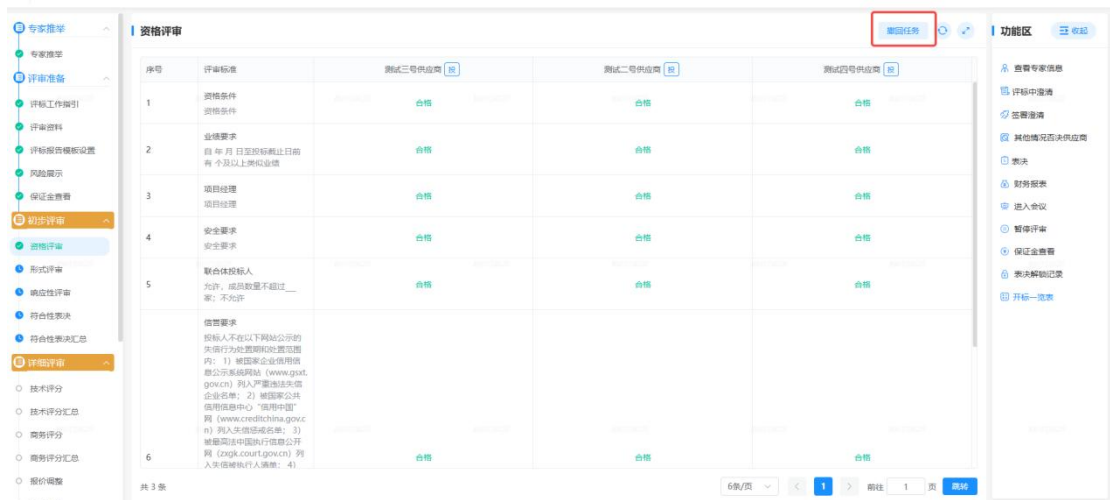 专家推举
专家推举
评审准备
评标工作指引
评审资料
评标报告模板设置
风险展示
保证金查看
初步评审
资格评审
形式评审
响应性评审
符合性表决
符合性表决汇总
详细评审
技术评分
技术评分汇总
商务评分
商务评分汇总
报价调整
资格评审
撤回任务
序号 评审标准 测试三号供应商 投 测试二号供应商 投 测试四号供应商 投
1 资格条件 合格 合格 合格
资格条件
2 业绩要求 合格 合格 合格
自 年 月 日至投标截止日前
有 个及以上类似业绩
3 项目经理 合格 合格 合格
项目经理
4 安全要求 合格 合格 合格
安全要求
5 联合体投标人 合格 合格 合格
允许，成员数量不超过__
家；不允许
信誉要求
投标人不在以下网站公示的
失信行为处置期和处置范围
内： 1）被国家企业信用信
息公示系统网站（www.gsxt.
gov.cn）列入严重违法失信
企业名单； 2）被国家公共
信用信息中心“信用中国”
网（www.creditchina.gov.c
n）列入失信惩戒名单； 3）
被最高法中国执行信息公开
网（zxgk.court.gov.cn）列
6 入失信被执行人清单； 4） 合格 合格 合格
共 3 条 6条/页 1 前往 1 页 跳转
功能区 收起
查看专家信息
评标中澄清
签署澄清
其他情况否决供应商
表决
财务报表
进入会议
暂停评审
保证金查看
表决解锁记录
开标一览表